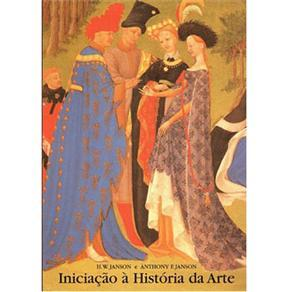 H.W. JANSON e ANTHONY F. JANSON
Iniciação à História da Arte